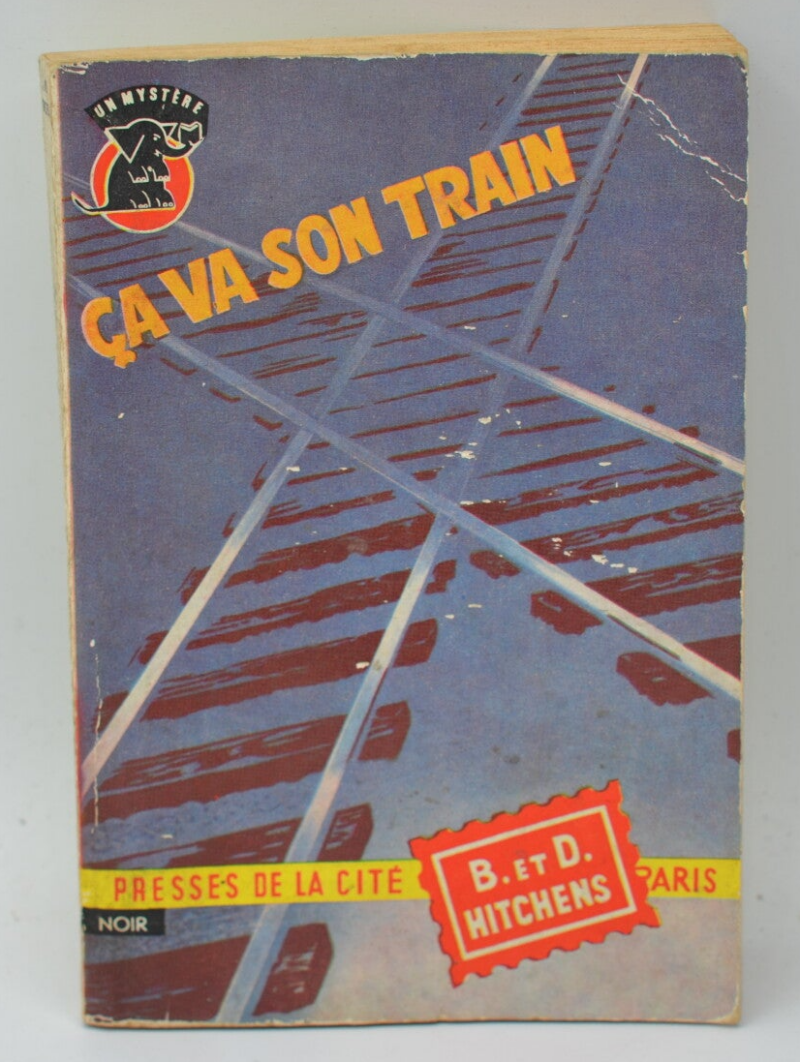 UN MYSTÈRE
ÇA VA SON TRAIN
PRESSES DE LA CITÉ
B. ET D.
HITCHENS
PARIS
NOIR